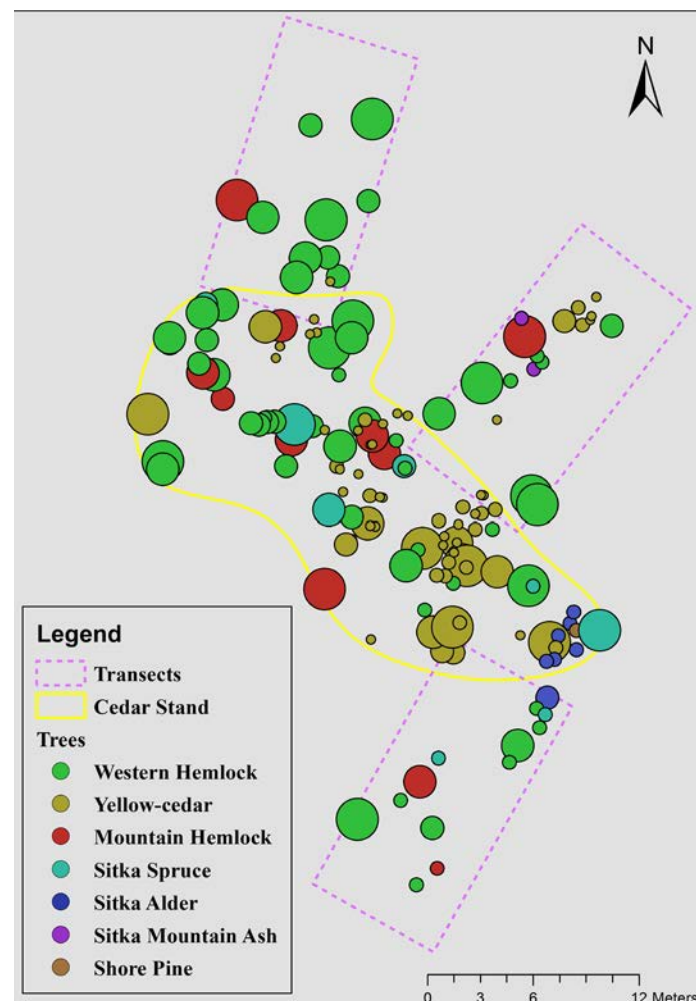 N
Legend
Transects
Cedar Stand
Trees
Western Hemlock
Yellow-cedar
Mountain Hemlock
Sitka Spruce
Sitka Alder
Sitka Mountain Ash
Shore Pine
0 3 6 12 Meters